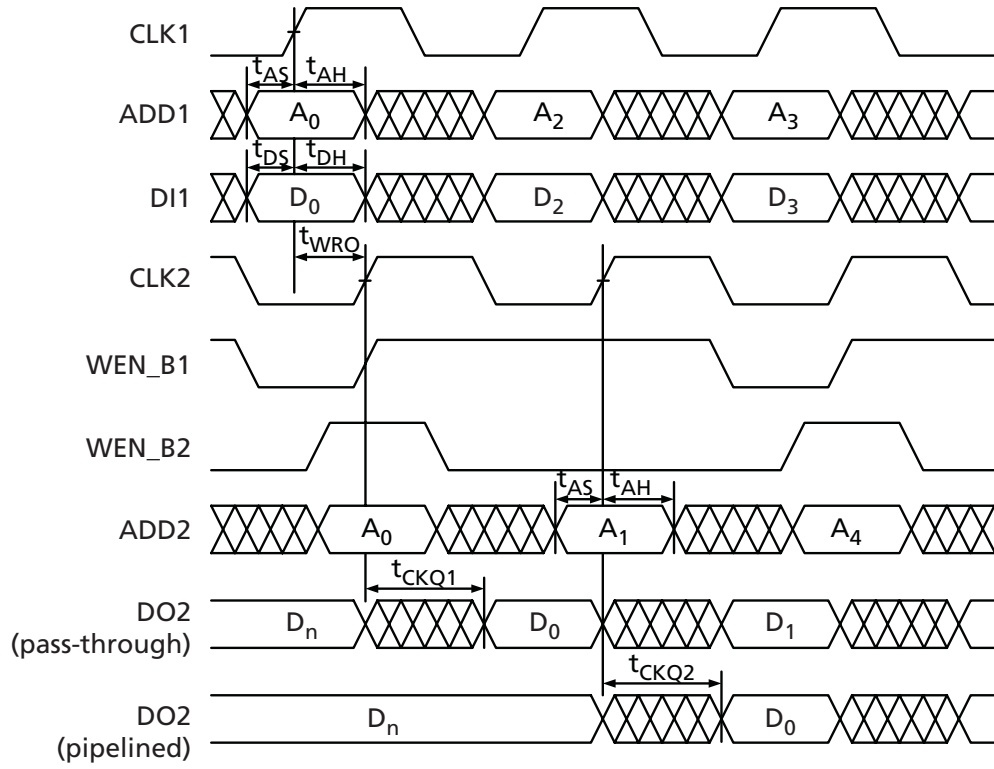 CLK1
t_AS t_AH
ADD1 A_0 A_2 A_3
t_DS t_DH
DI1 D_0 D_2 D_3
t_WRO
CLK2
WEN_B1
WEN_B2
t_AS t_AH
ADD2 A_0 A_1 A_4
t_CKQ1
DO2 D_n D_0 D_1
(pass-through)
t_CKQ2
DO2 D_n D_0
(pipelined)